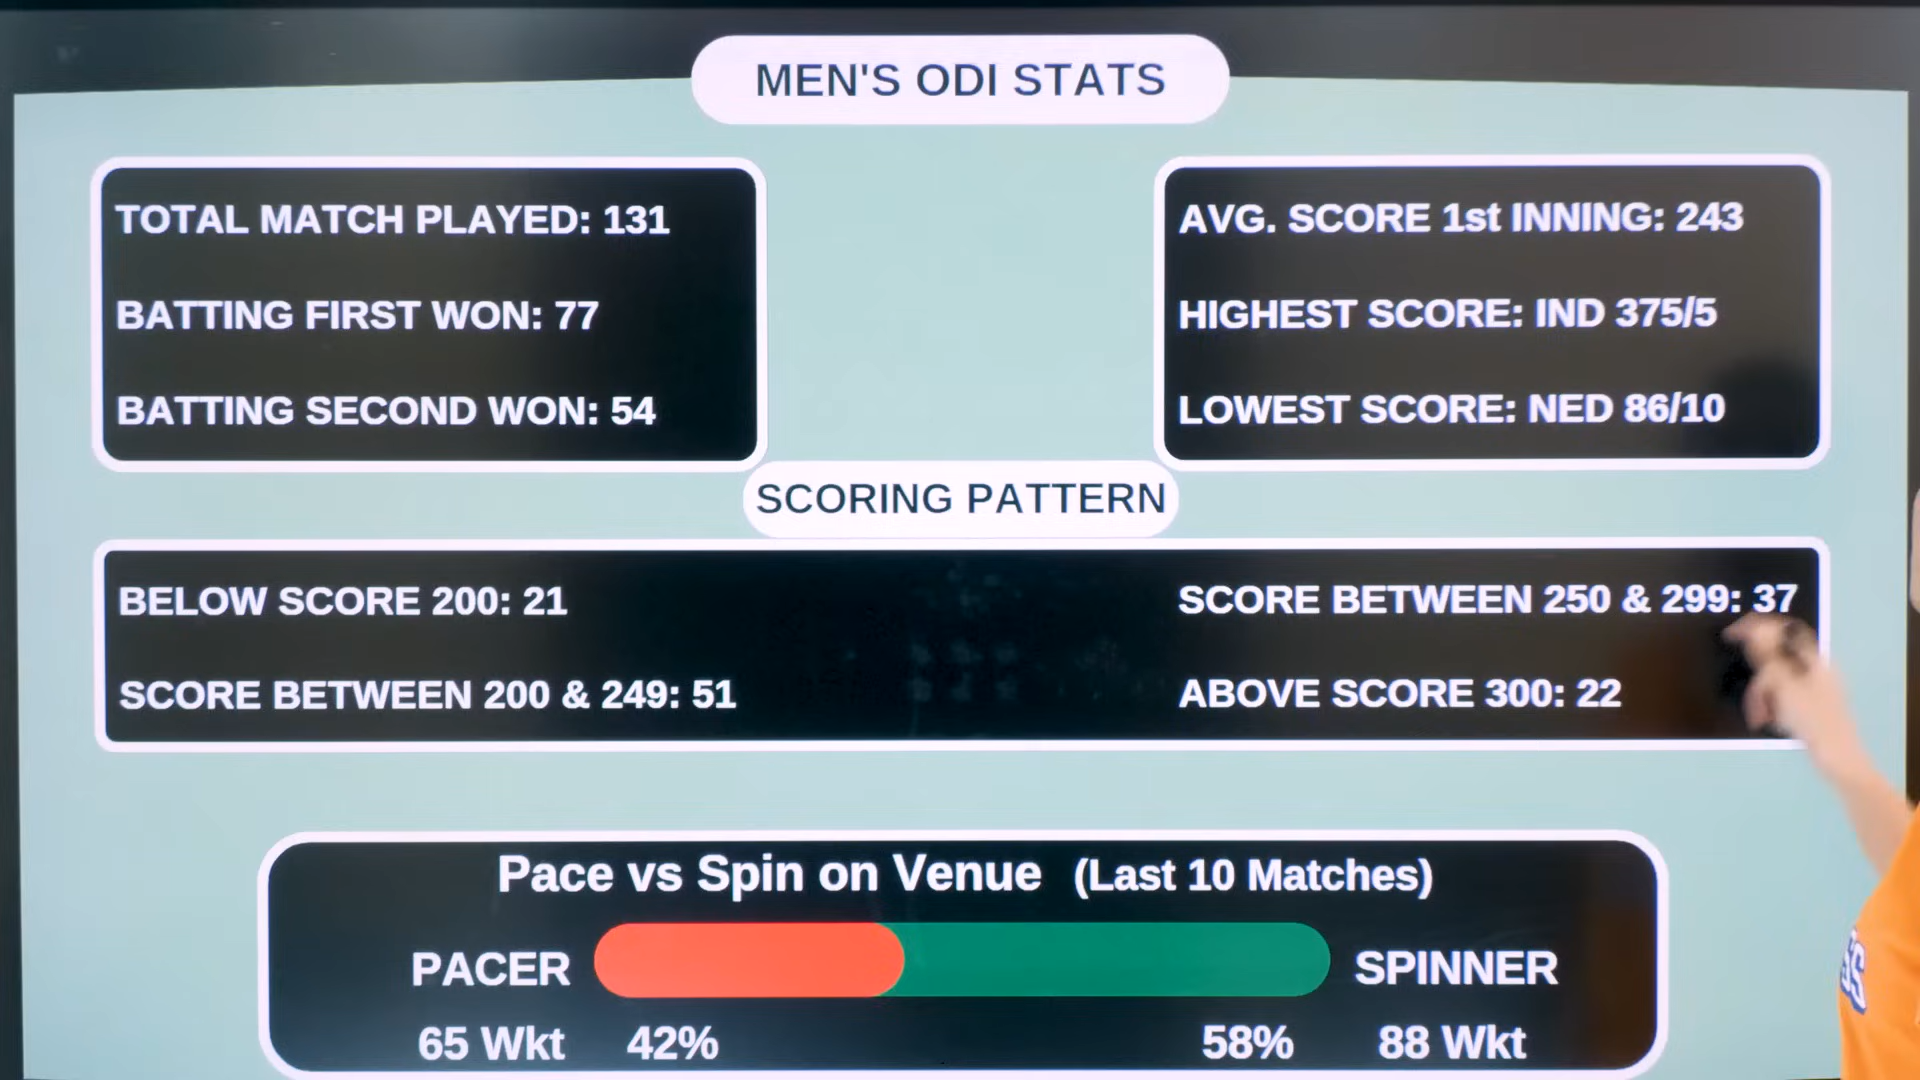 MEN'S ODI STATS
TOTAL MATCH PLAYED: 131
BATTING FIRST WON: 77
BATTING SECOND WON: 54
AVG. SCORE 1st INNING: 243
HIGHEST SCORE: IND 375/5
LOWEST SCORE: NED 86/10
SCORING PATTERN
BELOW SCORE 200: 21
SCORE BETWEEN 200 & 249: 51
SCORE BETWEEN 250 & 299: 37
ABOVE SCORE 300: 22
Pace vs Spin on Venue (Last 10 Matches)
PACER SPINNER
65 Wkt 42% 58% 88 Wkt